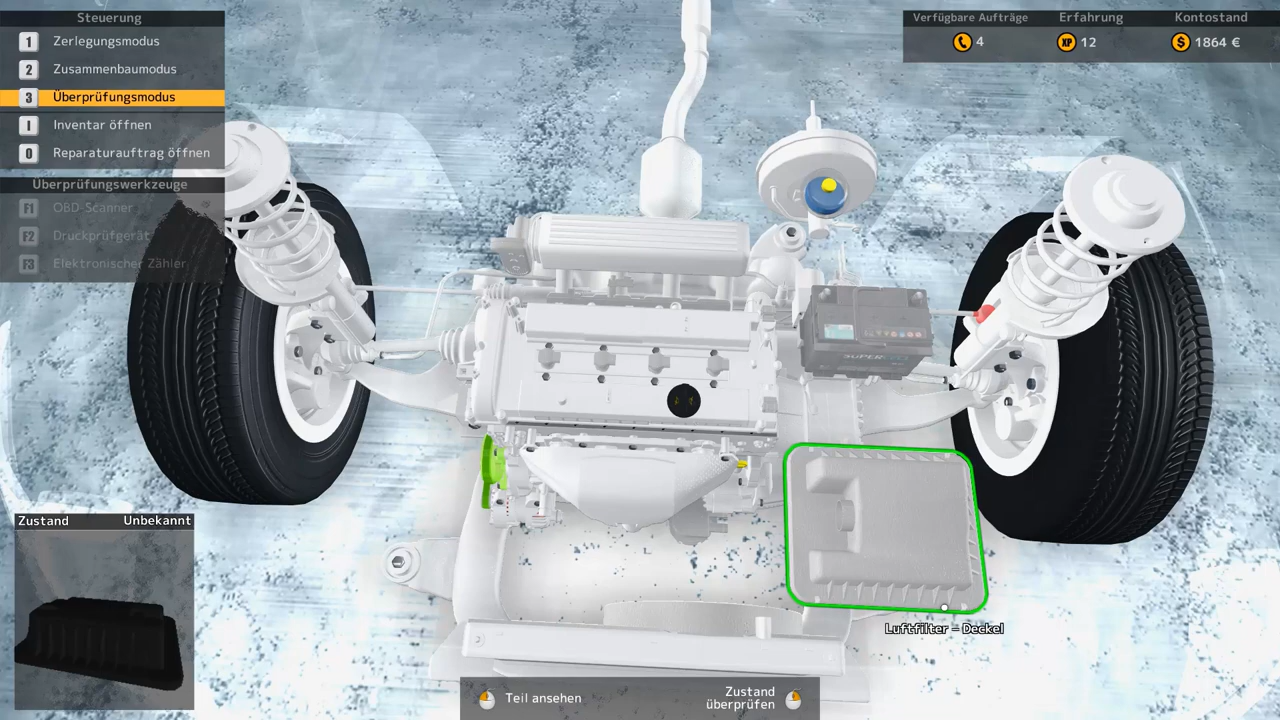 Steuerung
1 Zerlegungsmodus
2 Zusammenbaumodus
3 Überprüfungsmodus
I Inventar öffnen
O Reparaturauftrag öffnen
Überprüfungswerkzeuge
F1 OBD-Scanner
F2 Druckprüfgerät
F3 Elektronischer Zähler
Verfügbare Aufträge Erfahrung Kontostand
4 XP 12 $ 1864 €
Zustand Unbekannt
Luftfilter - Deckel
Teil ansehen
Zustand
überprüfen